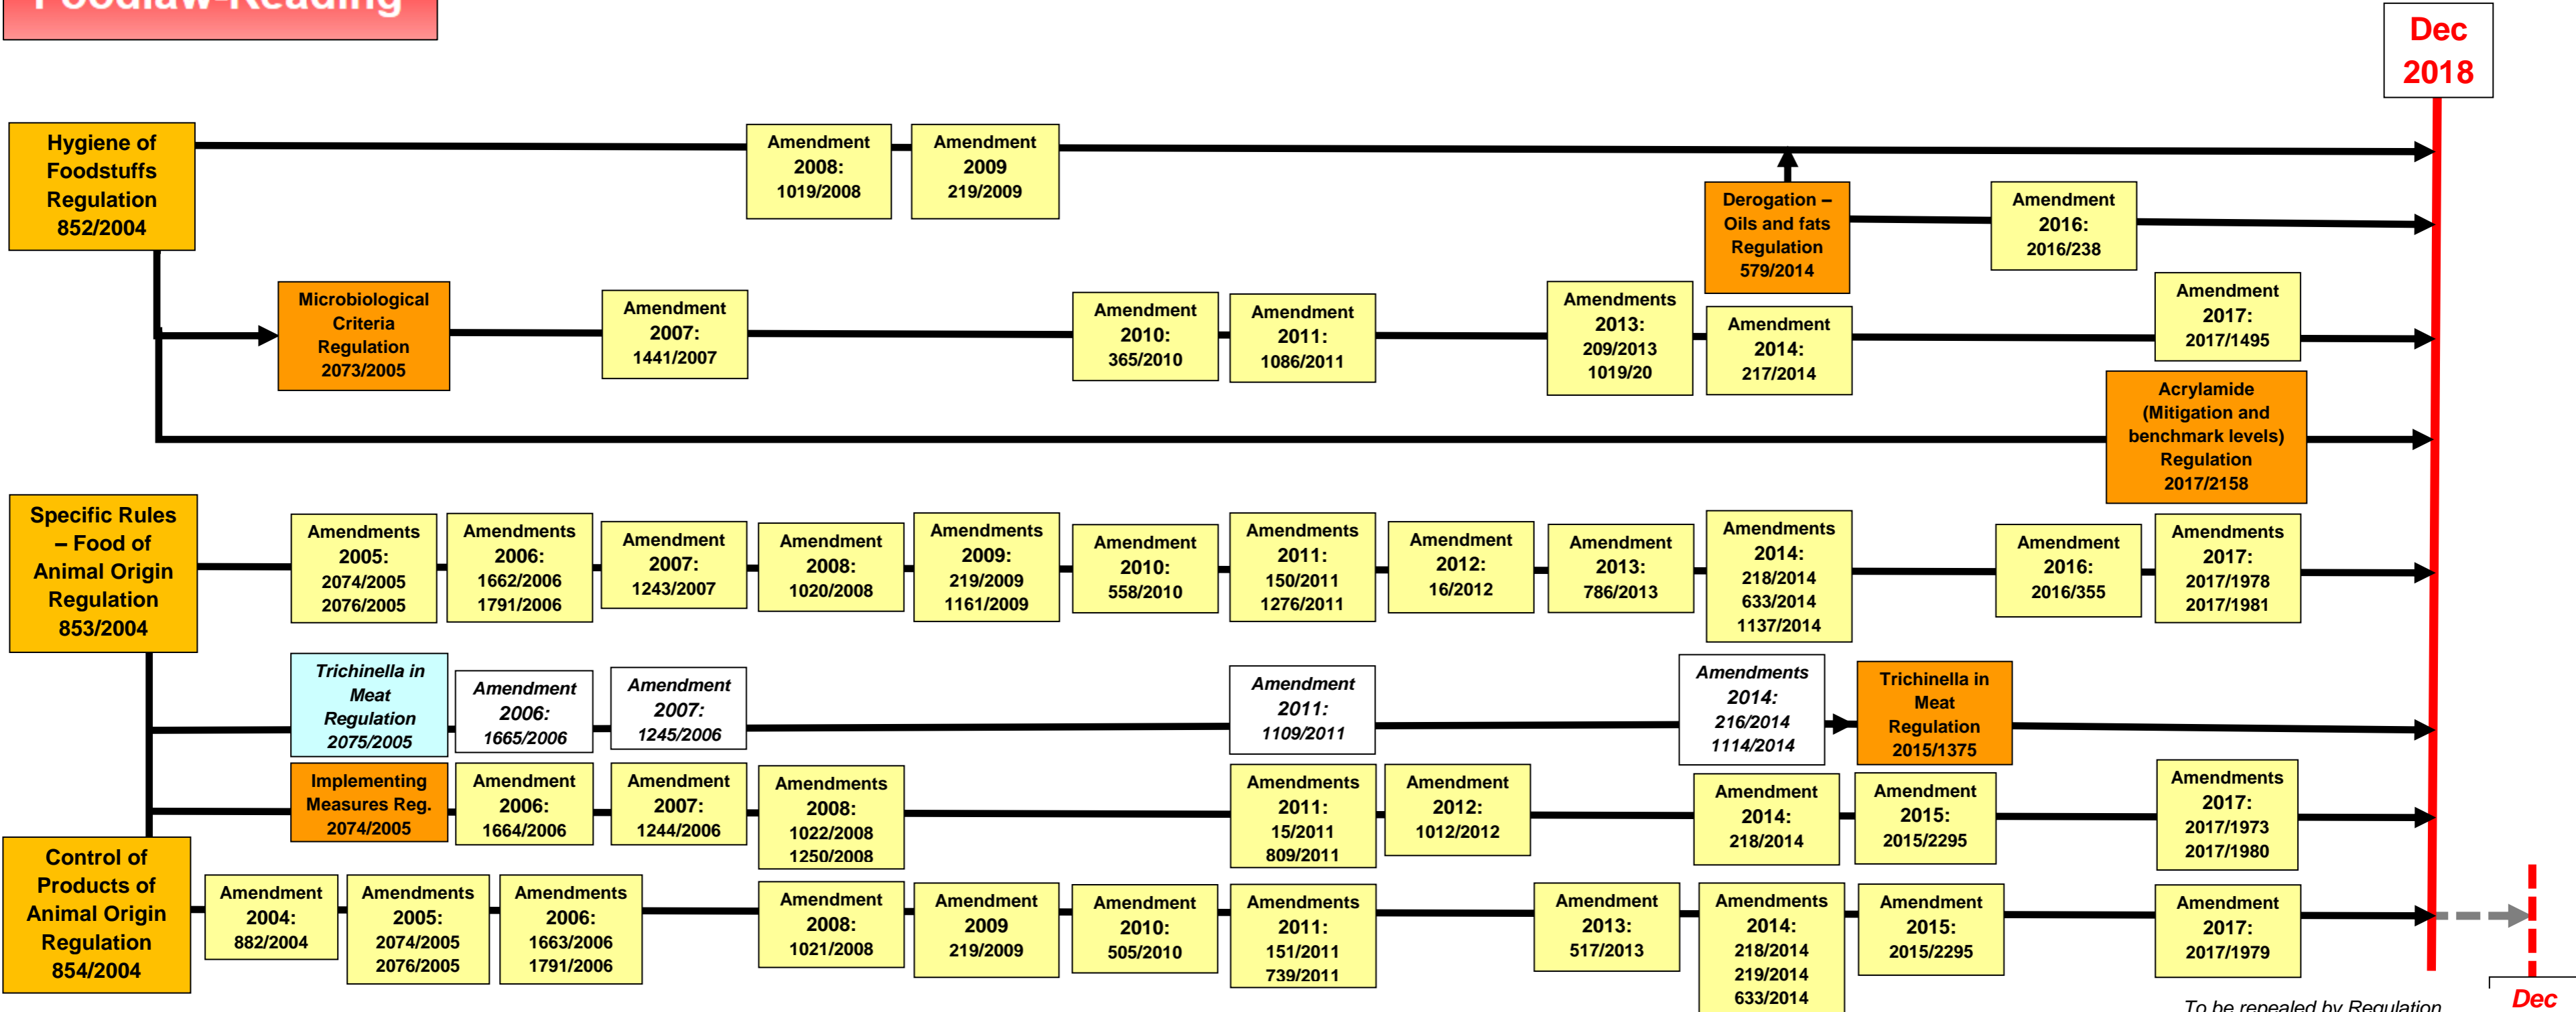 Foodlaw-Reading
Dec
2018
Hygiene of
Foodstuffs
Regulation
852/2004
Amendment
2008:
1019/2008
Amendment
2009
219/2009
Derogation –
Oils and fats
Regulation
579/2014
Amendment
2016:
2016/238
Microbiological
Criteria
Regulation
2073/2005
Amendment
2007:
1441/2007
Amendment
2010:
365/2010
Amendment
2011:
1086/2011
Amendments
2013:
209/2013
1019/20
Amendment
2014:
217/2014
Amendment
2017:
2017/1495
Acrylamide
(Mitigation and
benchmark levels)
Regulation
2017/2158
Specific Rules
– Food of
Animal Origin
Regulation
853/2004
Amendments
2005:
2074/2005
2076/2005
Amendments
2006:
1662/2006
1791/2006
Amendment
2007:
1243/2007
Amendment
2008:
1020/2008
Amendments
2009:
219/2009
1161/2009
Amendment
2010:
558/2010
Amendments
2011:
150/2011
1276/2011
Amendment
2012:
16/2012
Amendment
2013:
786/2013
Amendments
2014:
218/2014
633/2014
1137/2014
Amendment
2016:
2016/355
Amendments
2017:
2017/1978
2017/1981
Trichinella in
Meat
Regulation
2075/2005
Amendment
2006:
1665/2006
Amendment
2007:
1245/2006
Amendment
2011:
1109/2011
Amendments
2014:
216/2014
1114/2014
Trichinella in
Meat
Regulation
2015/1375
Implementing
Measures Reg.
2074/2005
Amendment
2006:
1664/2006
Amendment
2007:
1244/2006
Amendments
2008:
1022/2008
1250/2008
Amendments
2011:
15/2011
809/2011
Amendment
2012:
1012/2012
Amendment
2014:
218/2014
Amendment
2015:
2015/2295
Amendments
2017:
2017/1973
2017/1980
Control of
Products of
Animal Origin
Regulation
854/2004
Amendment
2004:
882/2004
Amendments
2005:
2074/2005
2076/2005
Amendments
2006:
1663/2006
1791/2006
Amendment
2008:
1021/2008
Amendment
2009
219/2009
Amendment
2010:
505/2010
Amendments
2011:
151/2011
739/2011
Amendment
2013:
517/2013
Amendments
2014:
218/2014
219/2014
633/2014
Amendment
2015:
2015/2295
Amendment
2017:
2017/1979
To be repealed by Regulation
Dec